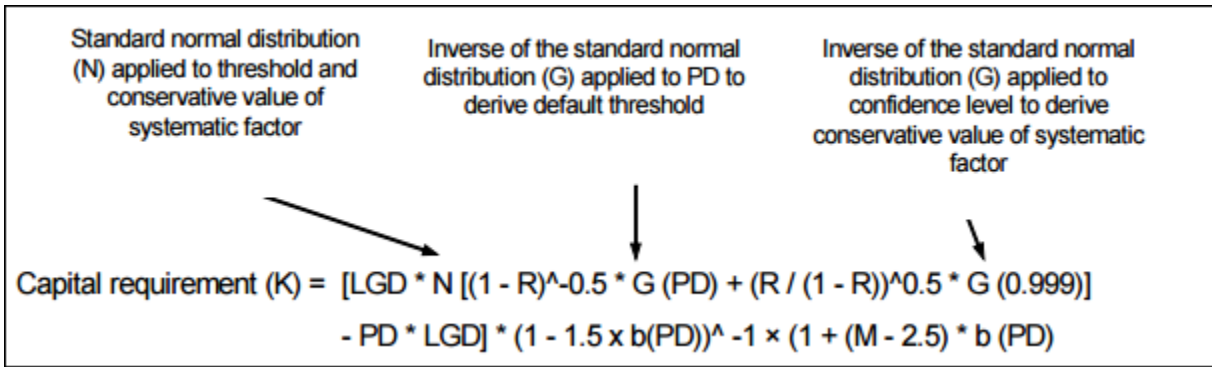 Standard normal distribution
(N) applied to threshold and
conservative value of
systematic factor
Inverse of the standard normal
distribution (G) applied to PD to
derive default threshold
Inverse of the standard normal
distribution (G) applied to
confidence level to derive
conservative value of systematic
factor
Capital requirement (K) = [LGD * N [(1 - R)^-0.5 * G (PD) + (R / (1 - R))^0.5 * G (0.999)]
- PD * LGD] * (1 - 1.5 x b(PD))^ -1 × (1 + (M - 2.5) * b (PD)